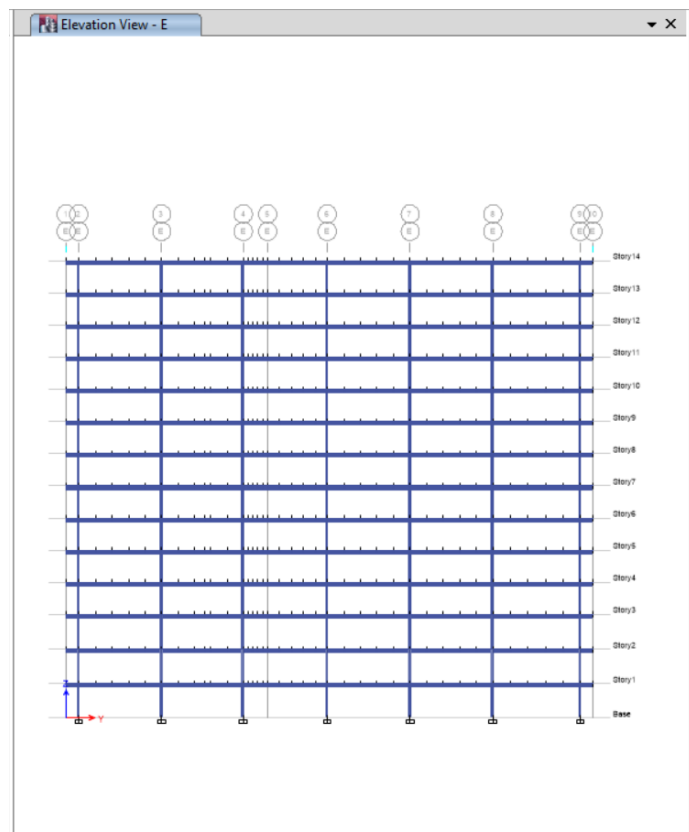 Elevation View - E
1 2 3 4 5 6 7 8 9 10
E E E E E E E E E E
Story14
Story13
Story12
Story11
Story10
Story9
Story8
Story7
Story6
Story5
Story4
Story3
Story2
Story1
Z
Base
Y